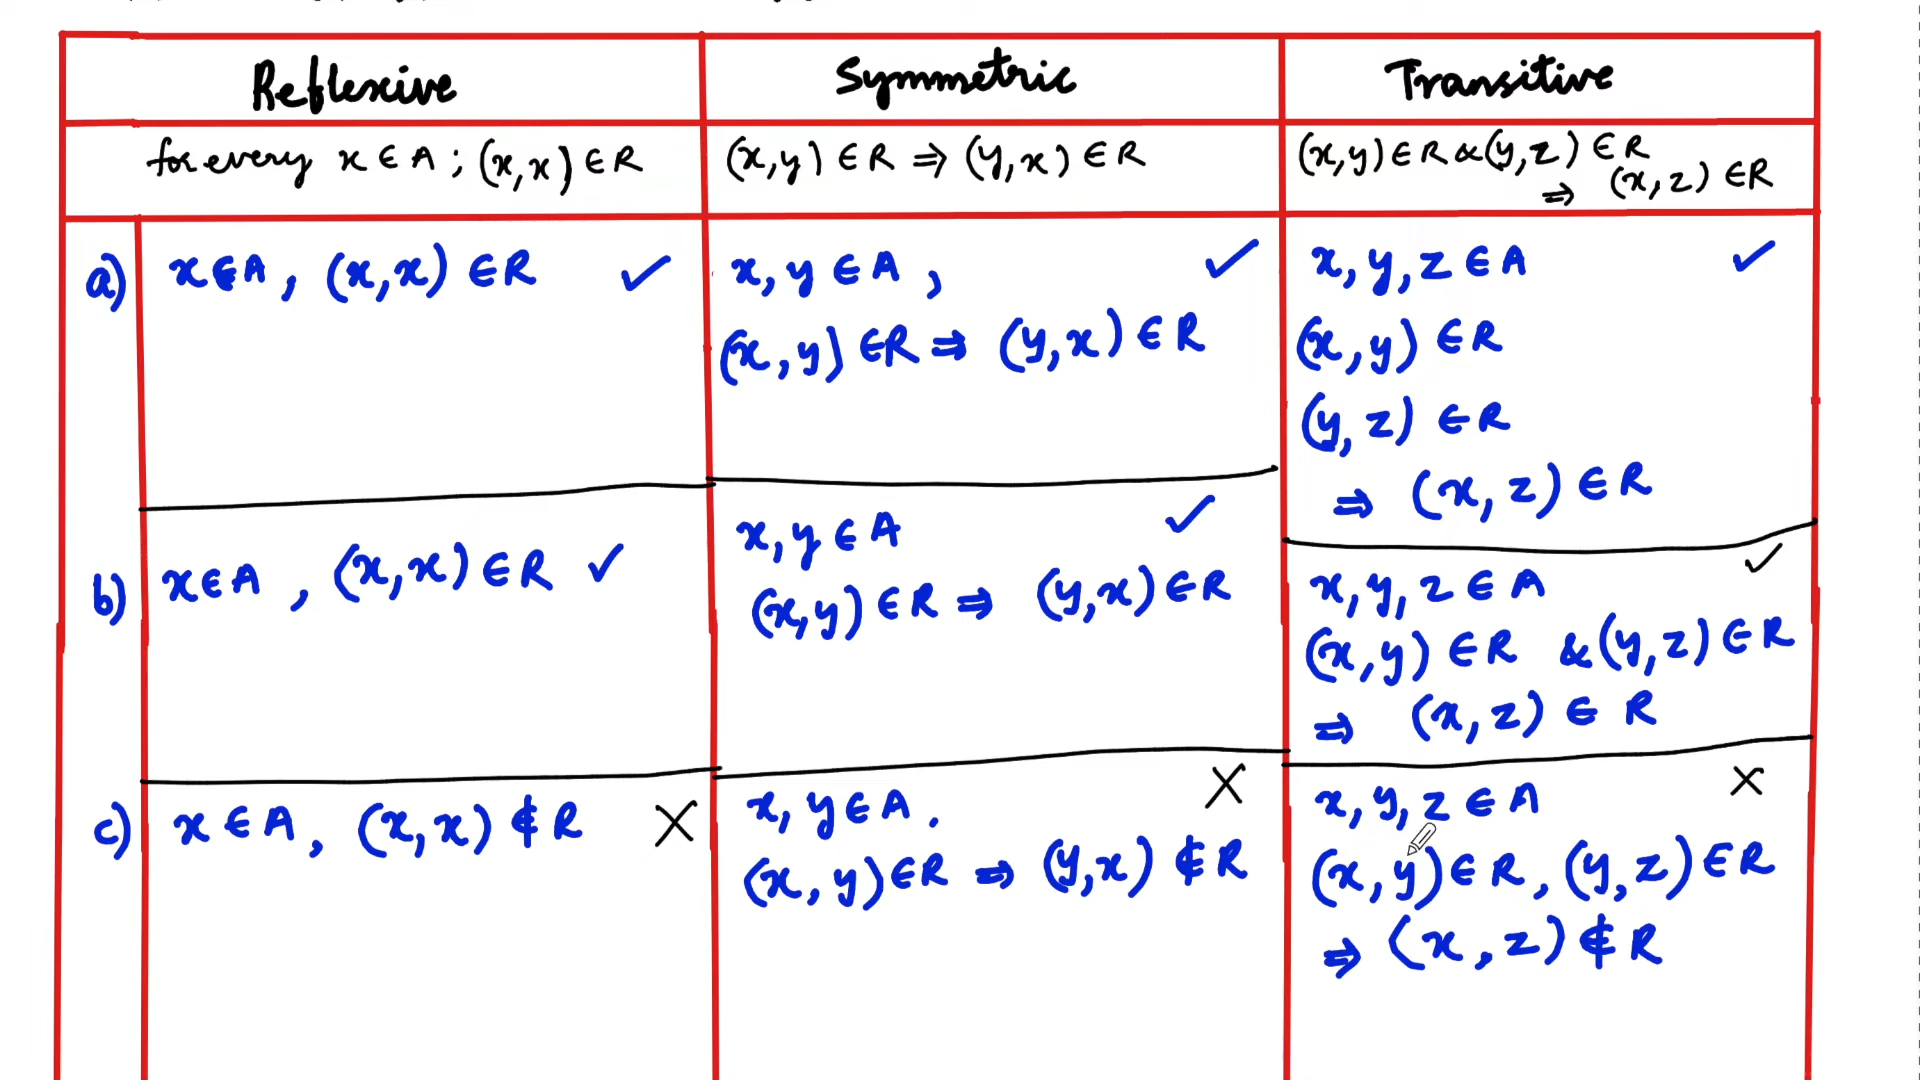 Reflexive
Symmetric
Transitive
for every x ∈ A ; (x,x) ∈ R
(x,y) ∈ R ⇒ (y,x) ∈ R
(x,y) ∈ R & (y,z) ∈ R
⇒ (x,z) ∈ R
a)
x ∈ A , (x,x) ∈ R ✓
x, y ∈ A , ✓
(x,y) ∈ R ⇒ (y,x) ∈ R
x, y, z ∈ A ✓
(x,y) ∈ R
(y,z) ∈ R
⇒ (x,z) ∈ R
b)
x ∈ A , (x,x) ∈ R ✓
x, y ∈ A ✓
(x,y) ∈ R ⇒ (y,x) ∈ R
x, y, z ∈ A ✓
(x,y) ∈ R & (y,z) ∈ R
⇒ (x,z) ∈ R
c)
x ∈ A , (x,x) ∉ R X
x, y ∈ A . X
(x,y) ∈ R ⇒ (y,x) ∉ R
x, y, z ∈ A X
(x,y) ∈ R , (y,z) ∈ R
⇒ (x,z) ∉ R